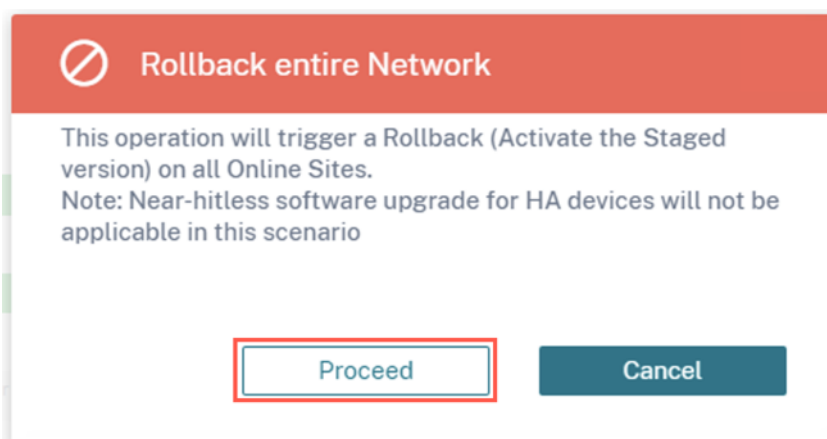 Rollback entire Network
This operation will trigger a Rollback (Activate the Staged
version) on all Online Sites.
Note: Near-hitless software upgrade for HA devices will not be
applicable in this scenario
Proceed
Cancel